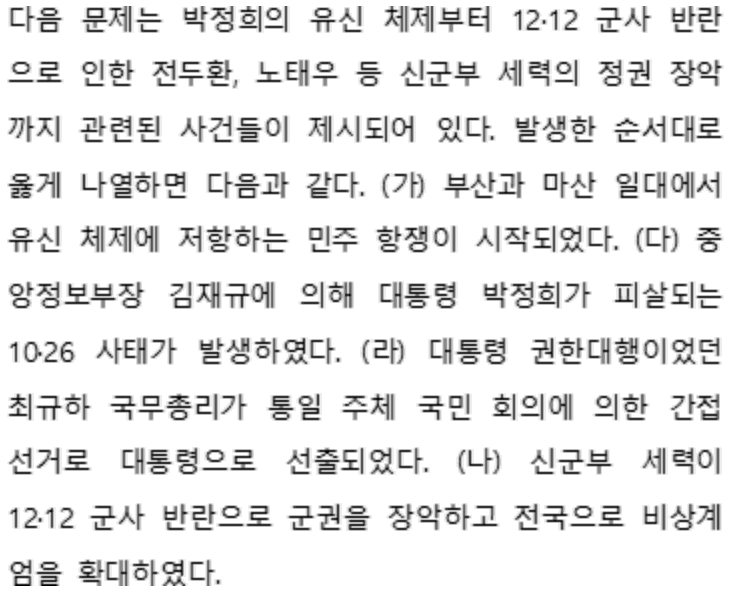 다음 문제는 박정희의 유신 체제부터 12·12 군사 반란
으로 인한 전두환, 노태우 등 신군부 세력의 정권 장악
까지 관련된 사건들이 제시되어 있다. 발생한 순서대로
옳게 나열하면 다음과 같다. (가) 부산과 마산 일대에서
유신 체제에 저항하는 민주 항쟁이 시작되었다. (다) 중
앙정보부장 김재규에 의해 대통령 박정희가 피살되는
10·26 사태가 발생하였다. (라) 대통령 권한대행이었던
최규하 국무총리가 통일 주체 국민 회의에 의한 간접
선거로 대통령으로 선출되었다. (나) 신군부 세력이
12·12 군사 반란으로 군권을 장악하고 전국으로 비상계
엄을 확대하였다.